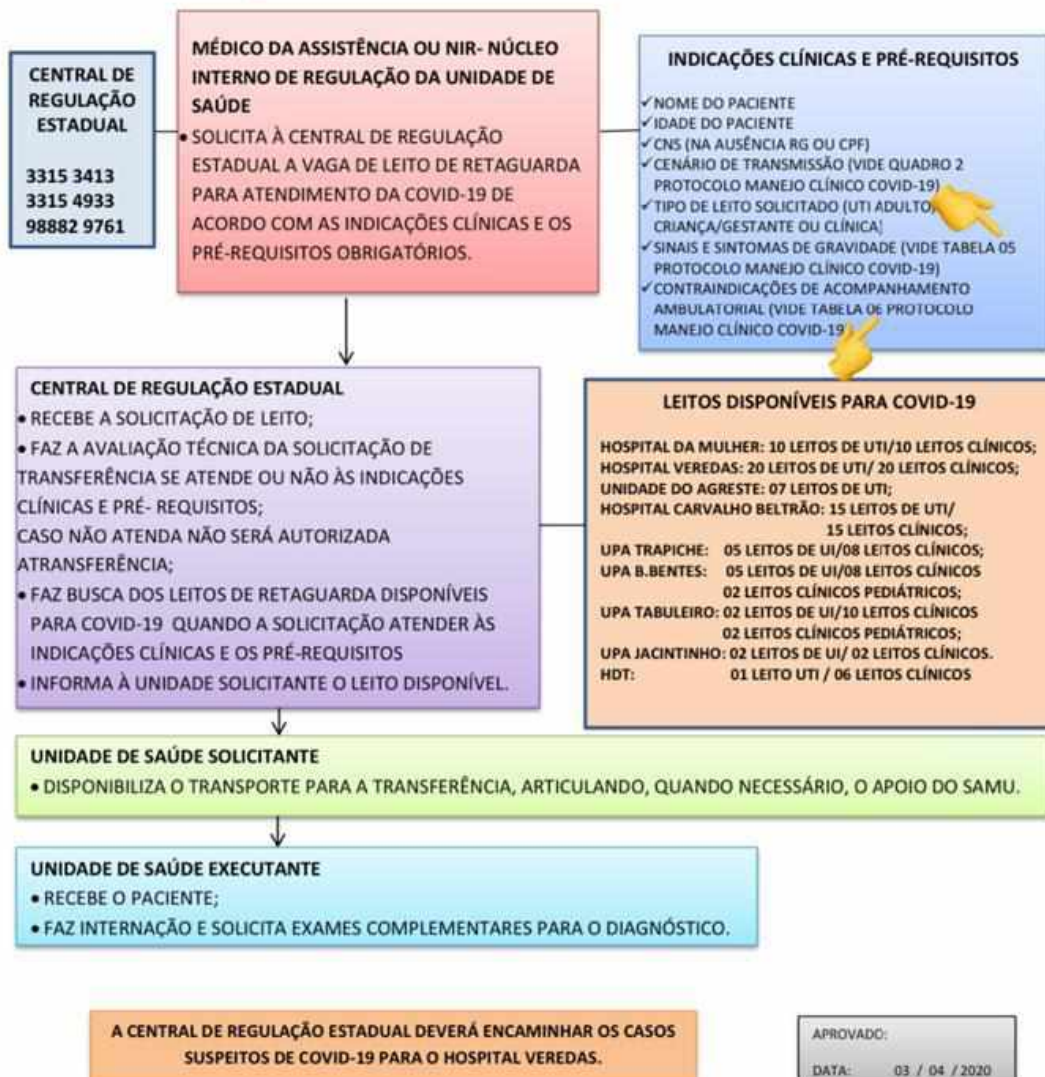 CENTRAL DE
REGULAÇÃO
ESTADUAL
3315 3413
3315 4933
98882 9761
MÉDICO DA ASSISTÊNCIA OU NIR- NÚCLEO
INTERNO DE REGULAÇÃO DA UNIDADE DE
SAÚDE
• SOLICITA À CENTRAL DE REGULAÇÃO
ESTADUAL A VAGA DE LEITO DE RETAGUARDA
PARA ATENDIMENTO DA COVID-19 DE
ACORDO COM AS INDICAÇÕES CLÍNICAS E OS
PRÉ-REQUISITOS OBRIGATÓRIOS.
INDICAÇÕES CLÍNICAS E PRÉ-REQUISITOS
✓NOME DO PACIENTE
✓IDADE DO PACIENTE
✓CNS (NA AUSÊNCIA RG OU CPF)
✓CENÁRIO DE TRANSMISSÃO (VIDE QUADRO 2
PROTOCOLO MANEJO CLÍNICO COVID-19)
✓TIPO DE LEITO SOLICITADO (UTI ADULTO,
CRIANÇA/GESTANTE OU CLÍNICA)
✓SINAIS E SINTOMAS DE GRAVIDADE (VIDE TABELA 05
PROTOCOLO MANEJO CLÍNICO COVID-19)
✓CONTRAINDICAÇÕES DE ACOMPANHAMENTO
AMBULATORIAL (VIDE TABELA 06 PROTOCOLO
MANEJO CLÍNICO COVID-19)
CENTRAL DE REGULAÇÃO ESTADUAL
• RECEBE A SOLICITAÇÃO DE LEITO;
• FAZ A AVALIAÇÃO TÉCNICA DA SOLICITAÇÃO DE
TRANSFERÊNCIA SE ATENDE OU NÃO ÀS INDICAÇÕES
CLÍNICAS E PRÉ- REQUISITOS;
CASO NÃO ATENDA NÃO SERÁ AUTORIZADA
ATRANSFERÊNCIA;
• FAZ BUSCA DOS LEITOS DE RETAGUARDA DISPONÍVEIS
PARA COVID-19 QUANDO A SOLICITAÇÃO ATENDER ÀS
INDICAÇÕES CLÍNICAS E OS PRÉ-REQUISITOS
• INFORMA À UNIDADE SOLICITANTE O LEITO DISPONÍVEL.
LEITOS DISPONÍVEIS PARA COVID-19
HOSPITAL DA MULHER: 10 LEITOS DE UTI/10 LEITOS CLÍNICOS;
HOSPITAL VEREDAS: 20 LEITOS DE UTI/ 20 LEITOS CLÍNICOS;
UNIDADE DO AGRESTE: 07 LEITOS DE UTI;
HOSPITAL CARVALHO BELTRÃO: 15 LEITOS DE UTI/
15 LEITOS CLÍNICOS;
UPA TRAPICHE: 05 LEITOS DE UI/08 LEITOS CLÍNICOS;
UPA B.BENTES: 05 LEITOS DE UI/08 LEITOS CLÍNICOS
02 LEITOS CLÍNICOS PEDIÁTRICOS;
UPA TABULEIRO: 02 LEITOS DE UI/10 LEITOS CLÍNICOS
02 LEITOS CLÍNICOS PEDIÁTRICOS;
UPA JACINTINHO: 02 LEITOS DE UI/ 02 LEITOS CLÍNICOS.
HDT: 01 LEITO UTI / 06 LEITOS CLÍNICOS
UNIDADE DE SAÚDE SOLICITANTE
• DISPONIBILIZA O TRANSPORTE PARA A TRANSFERÊNCIA, ARTICULANDO, QUANDO NECESSÁRIO, O APOIO DO SAMU.
UNIDADE DE SAÚDE EXECUTANTE
• RECEBE O PACIENTE;
• FAZ INTERNAÇÃO E SOLICITA EXAMES COMPLEMENTARES PARA O DIAGNÓSTICO.
A CENTRAL DE REGULAÇÃO ESTADUAL DEVERÁ ENCAMINHAR OS CASOS
SUSPEITOS DE COVID-19 PARA O HOSPITAL VEREDAS.
APROVADO:
DATA: 03 / 04 / 2020